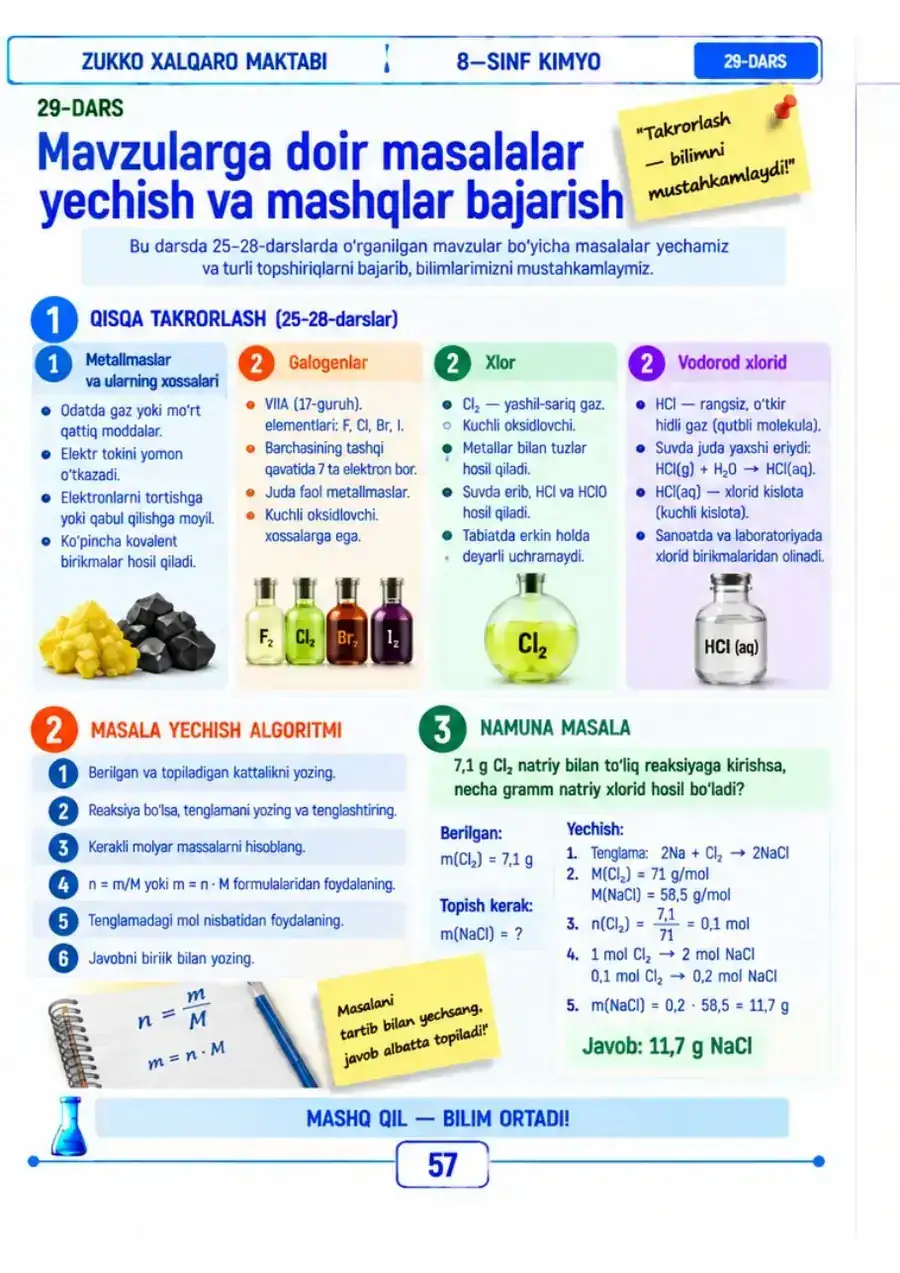 ZUKKO XALQARO MAKTABI
8–SINF KIMYO
29-DARS
29-DARS
Mavzularga doir masalalar
yechish va mashqlar bajarish
"Takrorlash
— bilimni
mustahkamlaydi!"
Bu darsda 25–28-darslarda o‘rganilgan mavzular bo‘yicha masalalar yechamiz
va turli topshiriqlarni bajarib, bilimlarimizni mustahkamlaymiz.
1 QISQA TAKRORLASH (25-28-darslar)
1 Metallmaslar
va ularning xossalari
• Odatda gaz yoki mo‘rt
qattiq moddalar.
• Elektr tokini yomon
o‘tkazadi.
• Elektronlarni tortishga
yoki qabul qilishga moyil.
• Ko‘pincha kovalent
birikmalar hosil qiladi.
2 Galogenlar
• VIIA (17-guruh).
elementlari: F, Cl, Br, I.
• Barchasining tashqi
qavatida 7 ta elektron bor.
• Juda faol metallmaslar.
• Kuchli oksidlovchi.
xossalarga ega.
F₂
Cl₂
Br₂
I₂
2 Xlor
• Cl₂ — yashil-sariq gaz.
Kuchli oksidlovchi.
• Metallar bilan tuzlar
hosil qiladi.
• Suvda erib, HCl va HClO
hosil qiladi.
• Tabiatda erkin holda
deyarli uchramaydi.
Cl₂
2 Vodorod xlorid
• HCl — rangsiz, o‘tkir
hidli gaz (qutbli molekula).
• Suvda juda yaxshi eriydi:
HCl(g) + H₂O → HCl(aq).
• HCl(aq) — xlorid kislota
(kuchli kislota).
• Sanoatda va laboratoriyada
xlorid birikmalaridan olinadi.
HCl (aq)
2 MASALA YECHISH ALGORITMI
1 Berilgan va topiladigan kattalikni yozing.
2 Reaksiya bo‘lsa, tenglamani yozing va tenglashtiring.
3 Kerakli molyar massalarni hisoblang.
4 n = m/M yoki m = n · M formulalaridan foydalaning.
5 Tenglamadagi mol nisbatidan foydalaning.
6 Javobni biriik bilan yozing.
n = m/M
m = n · M
Masalani
tartib bilan yechsang,
javob albatta topiladi!'
3 NAMUNA MASALA
7,1 g Cl₂ natriy bilan to‘liq reaksiyaga kirishsa,
necha gramm natriy xlorid hosil bo‘ladi?
Berilgan:
m(Cl₂) = 7,1 g
Topish kerak:
m(NaCl) = ?
Yechish:
1. Tenglama: 2Na + Cl₂ → 2NaCl
2. M(Cl₂) = 71 g/mol
M(NaCl) = 58,5 g/mol
3. n(Cl₂) = 7,1/71 = 0,1 mol
4. 1 mol Cl₂ → 2 mol NaCl
0,1 mol Cl₂ → 0,2 mol NaCl
5. m(NaCl) = 0,2 · 58,5 = 11,7 g
Javob: 11,7 g NaCl
MASHQ QIL — BILIM ORTADI!
57